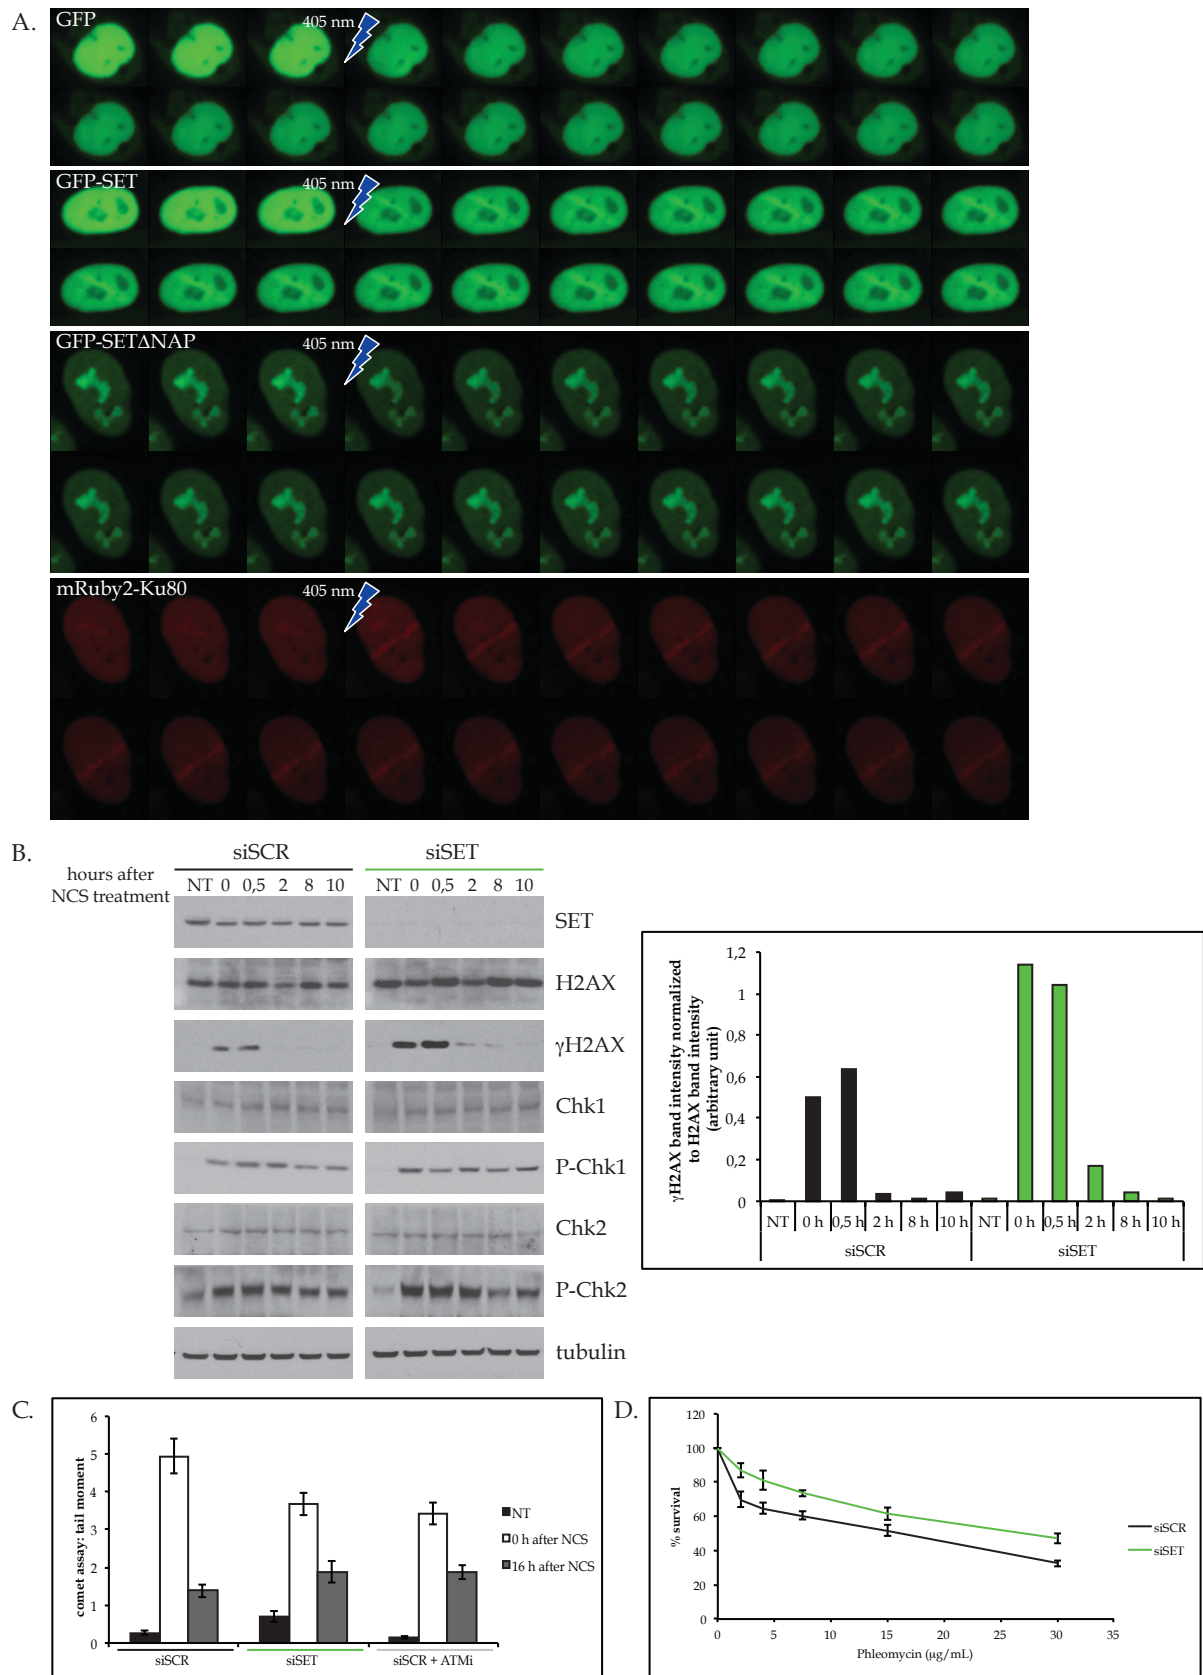 A.
GFP
405 nm
GFP-SET
405 nm
GFP-SETΔNAP
405 nm
mRuby2-Ku80
405 nm
B.
siSCR siSET
hours after
NCS treatment
NT 0 0,5 2 8 10 NT 0 0,5 2 8 10
SET
H2AX
γH2AX
Chk1
P-Chk1
Chk2
P-Chk2
tubulin
γH2AX band intensity normalized
to H2AX band intensity
(arbitrary unit)
1,2
1
0,8
0,6
0,4
0,2
0
NT 0 h 0,5 h 2 h 8 h 10 h NT 0 h 0,5 h 2 h 8 h 10 h
siSCR siSET
C.
comet assay: tail moment
6
5
4
3
2
1
0
siSCR siSET siSCR + ATMi
NT
0 h after NCS
16 h after NCS
D.
% survival
120
100
80
60
40
20
0
0 5 10 15 20 25 30 35
Phleomycin (µg/mL)
siSCR
siSET